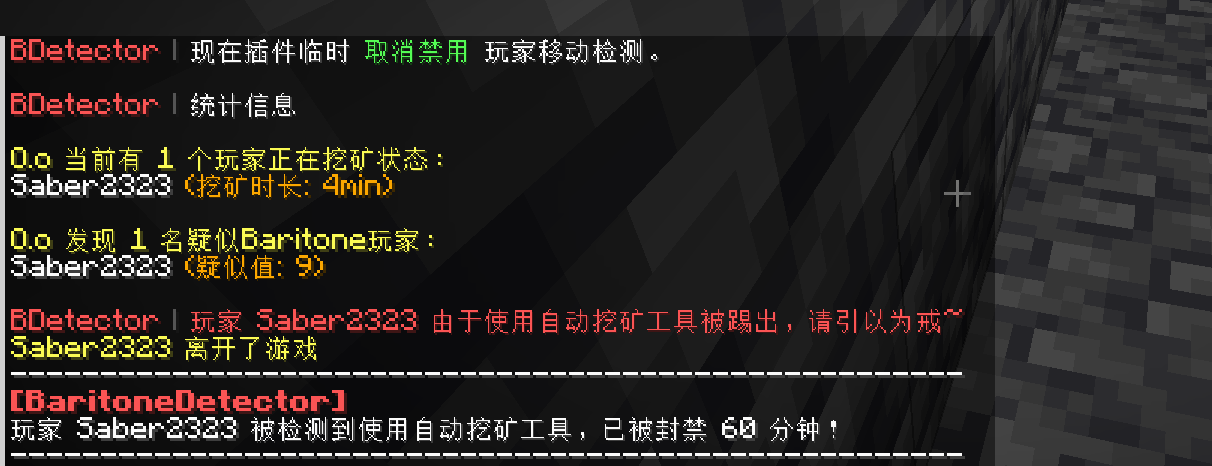 BDetector | 现在插件临时 取消禁用 玩家移动检测。
BDetector | 统计信息
O.o 当前有 1 个玩家正在挖矿状态：
Saber2323 (挖矿时长: 4min)
O.o 发现 1 名疑似Baritone玩家：
Saber2323 (疑似值: 9)
BDetector | 玩家 Saber2323 由于使用自动挖矿工具被踢出，请引以为戒~
Saber2323 离开了游戏
[BaritoneDetector]
玩家 Saber2323 被检测到使用自动挖矿工具，已被封禁 60 分钟！